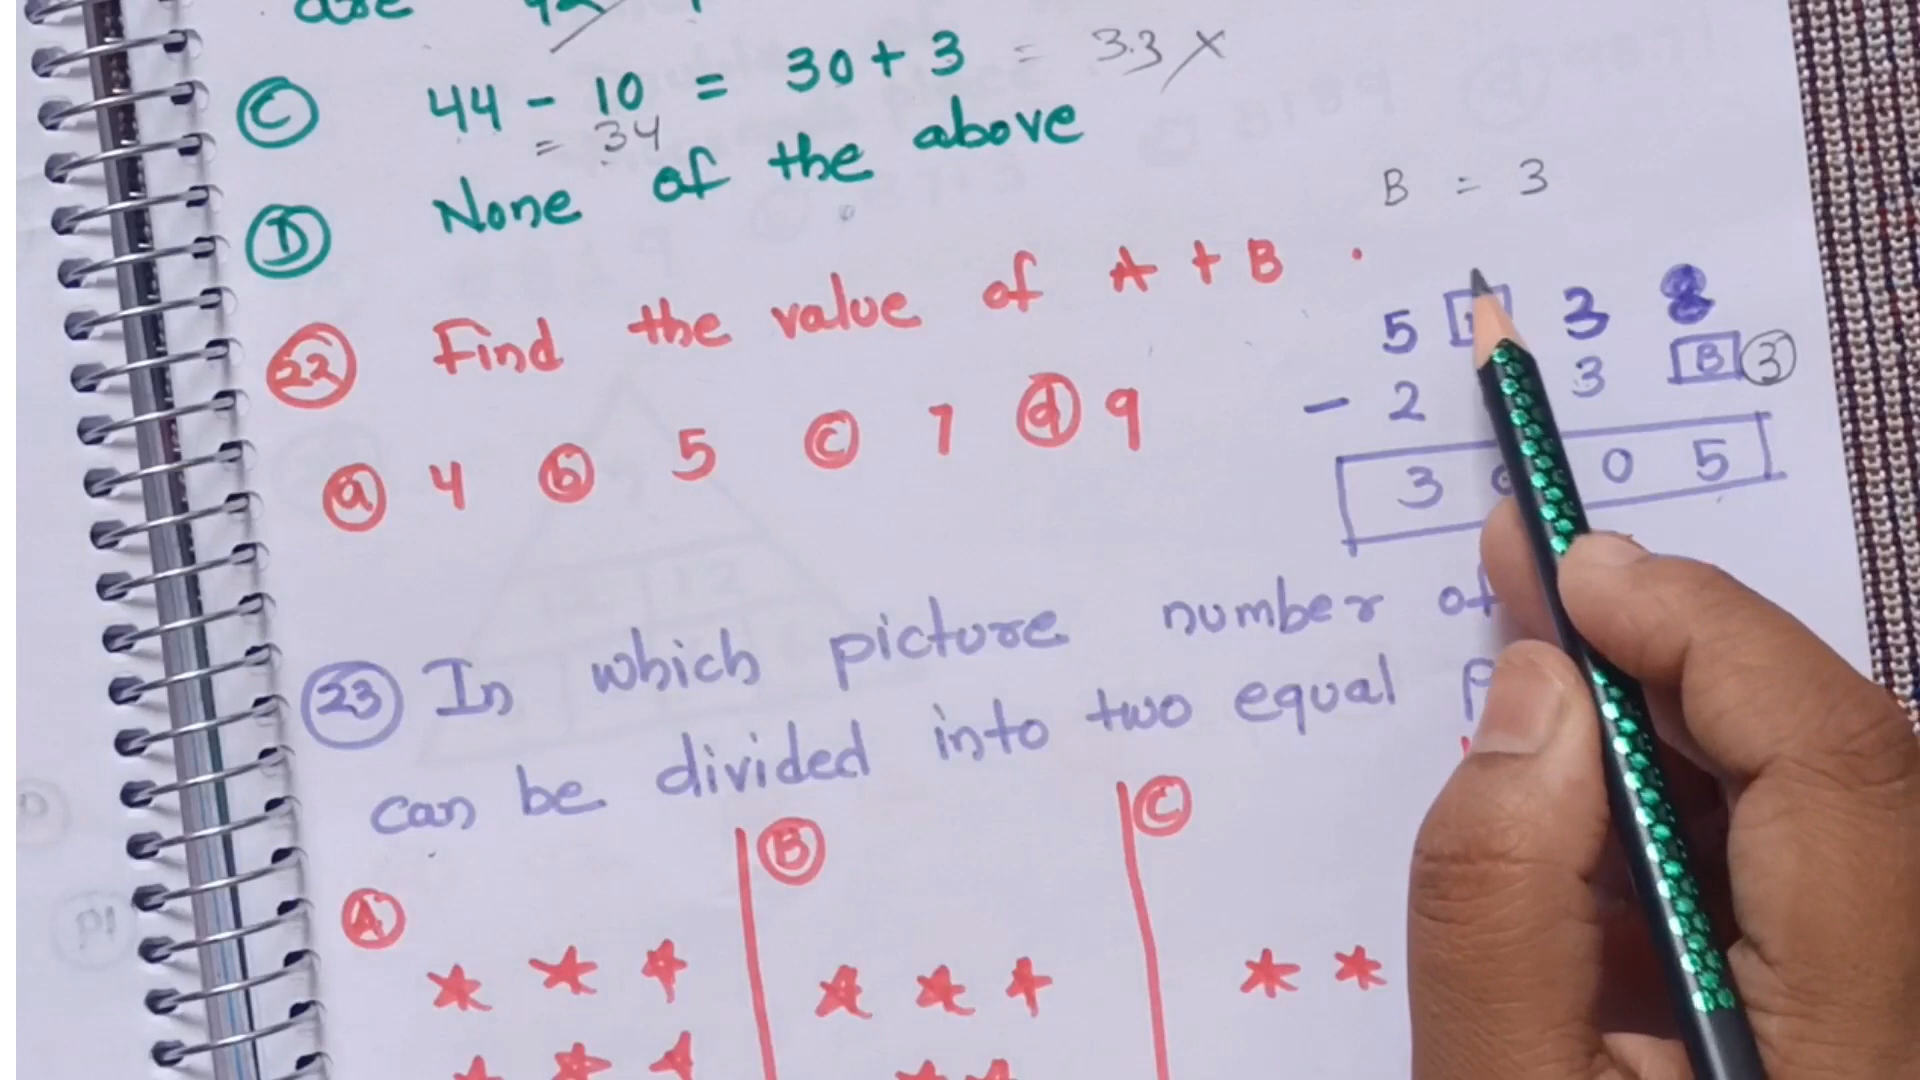 are
C 44 - 10 = 30 + 3 = 33 ×
= 34
D None of the above
B = 3
22 Find the value of A + B .
5 3 8
- 2 3 B 3
3 0 5
a 4 b 5 c 7 d 9
23 In which picture number of
can be divided into two equal
A B C